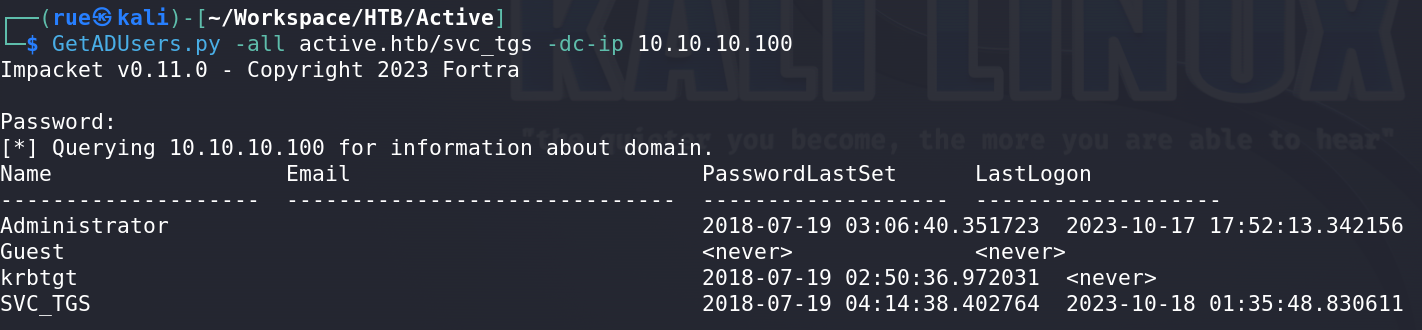 ┌──(rue㉿kali)-[~/Workspace/HTB/Active]
└─$ GetADUsers.py -all active.htb/svc_tgs -dc-ip 10.10.10.100
Impacket v0.11.0 - Copyright 2023 Fortra
KALI LINUX
Password:
"the quieter you become, the more you are able to hear"
[*] Querying 10.10.10.100 for information about domain.
Name                  Email                           PasswordLastSet      LastLogon
--------------------  ------------------------------  -------------------  -------------------
Administrator                                         2018-07-19 03:06:40.351723  2023-10-17 17:52:13.342156
Guest                                                 <never>              <never>
krbtgt                                                2018-07-19 02:50:36.972031  <never>
SVC_TGS                                               2018-07-19 04:14:38.402764  2023-10-18 01:35:48.830611